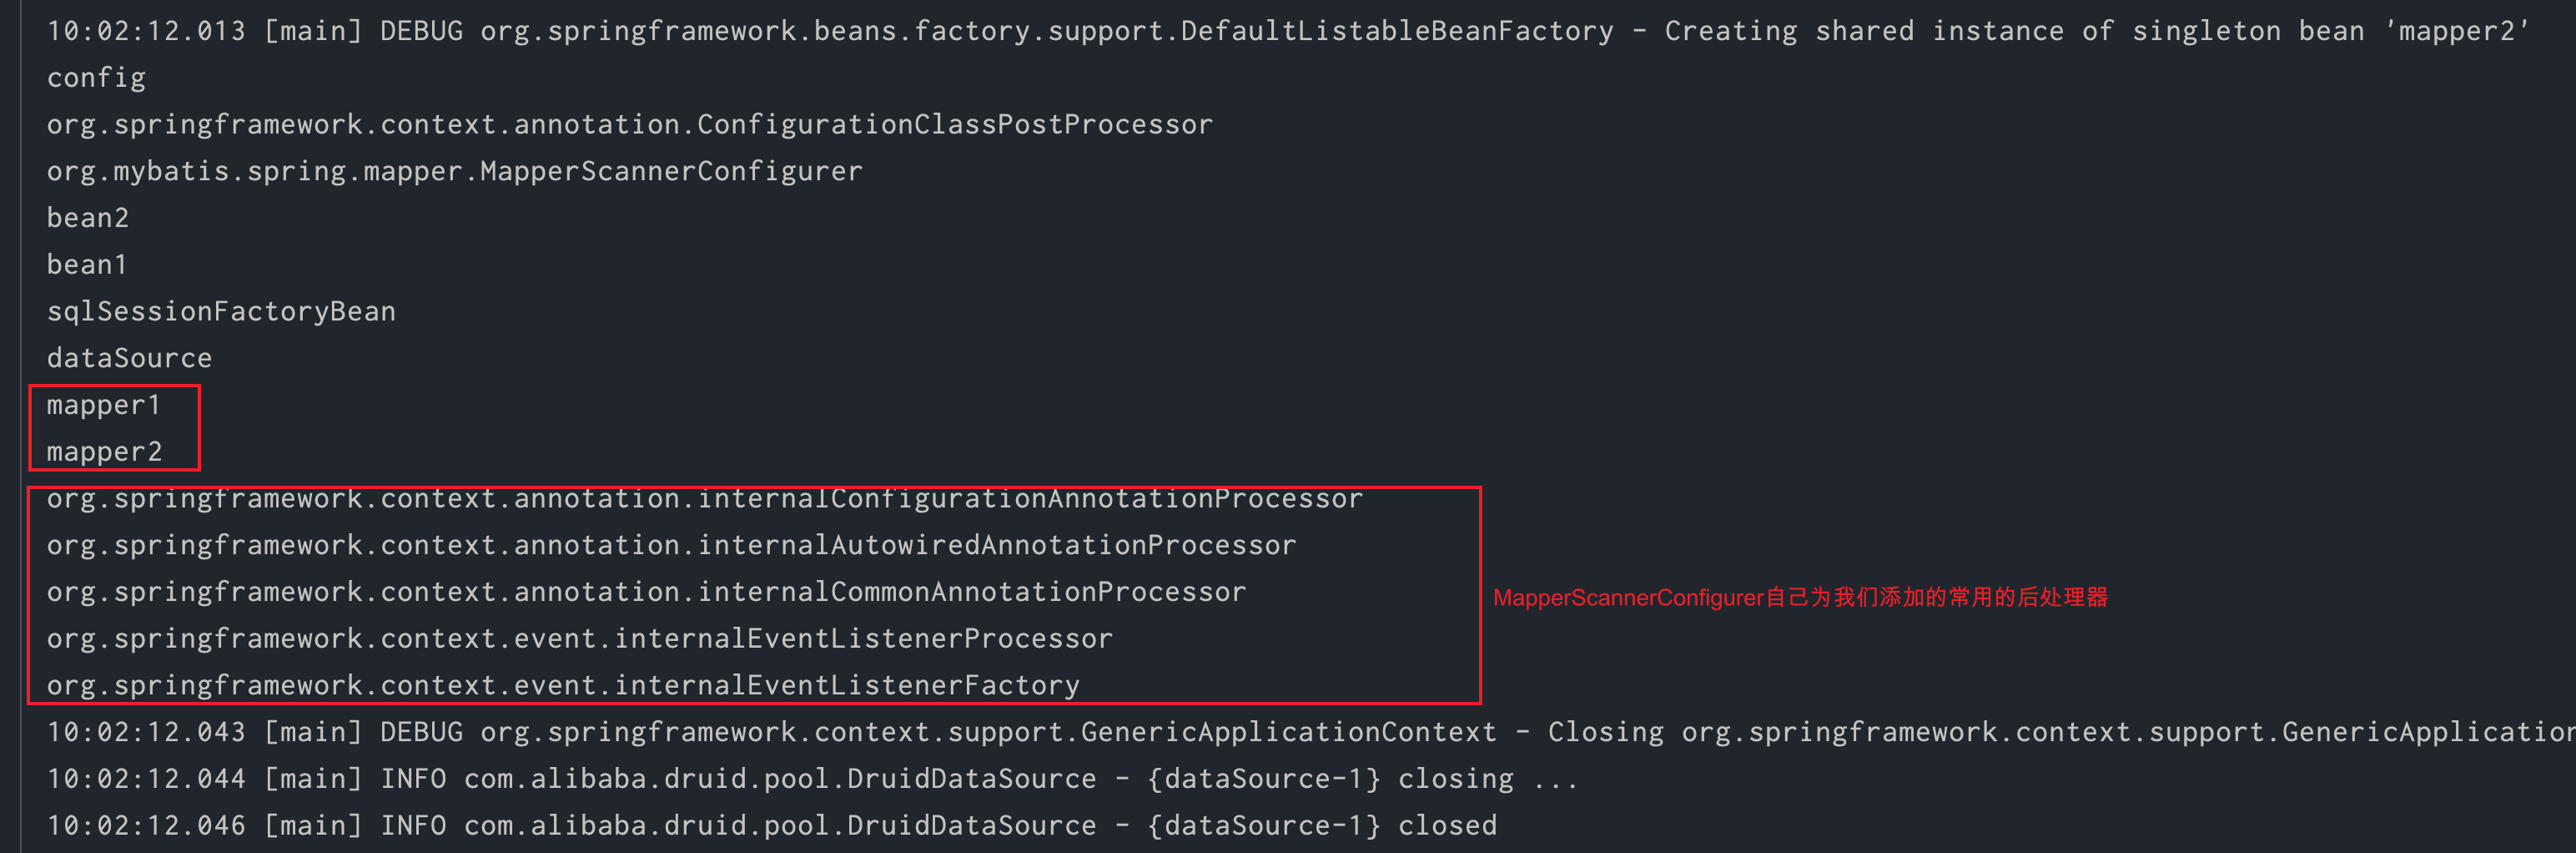 10:02:12.013 [main] DEBUG org.springframework.beans.factory.support.DefaultListableBeanFactory - Creating shared instance of singleton bean 'mapper2'
config
org.springframework.context.annotation.ConfigurationClassPostProcessor
org.mybatis.spring.mapper.MapperScannerConfigurer
bean2
bean1
sqlSessionFactoryBean
dataSource
mapper1
mapper2
org.springframework.context.annotation.internalConfigurationAnnotationProcessor
org.springframework.context.annotation.internalAutowiredAnnotationProcessor
org.springframework.context.annotation.internalCommonAnnotationProcessor
MapperScannerConfigurer自己为我们添加的常用的后处理器
org.springframework.context.event.internalEventListenerProcessor
org.springframework.context.event.internalEventListenerFactory
10:02:12.043 [main] DEBUG org.springframework.context.support.GenericApplicationContext - Closing org.springframework.context.support.GenericApplication
10:02:12.044 [main] INFO com.alibaba.druid.pool.DruidDataSource - {dataSource-1} closing ...
10:02:12.046 [main] INFO com.alibaba.druid.pool.DruidDataSource - {dataSource-1} closed